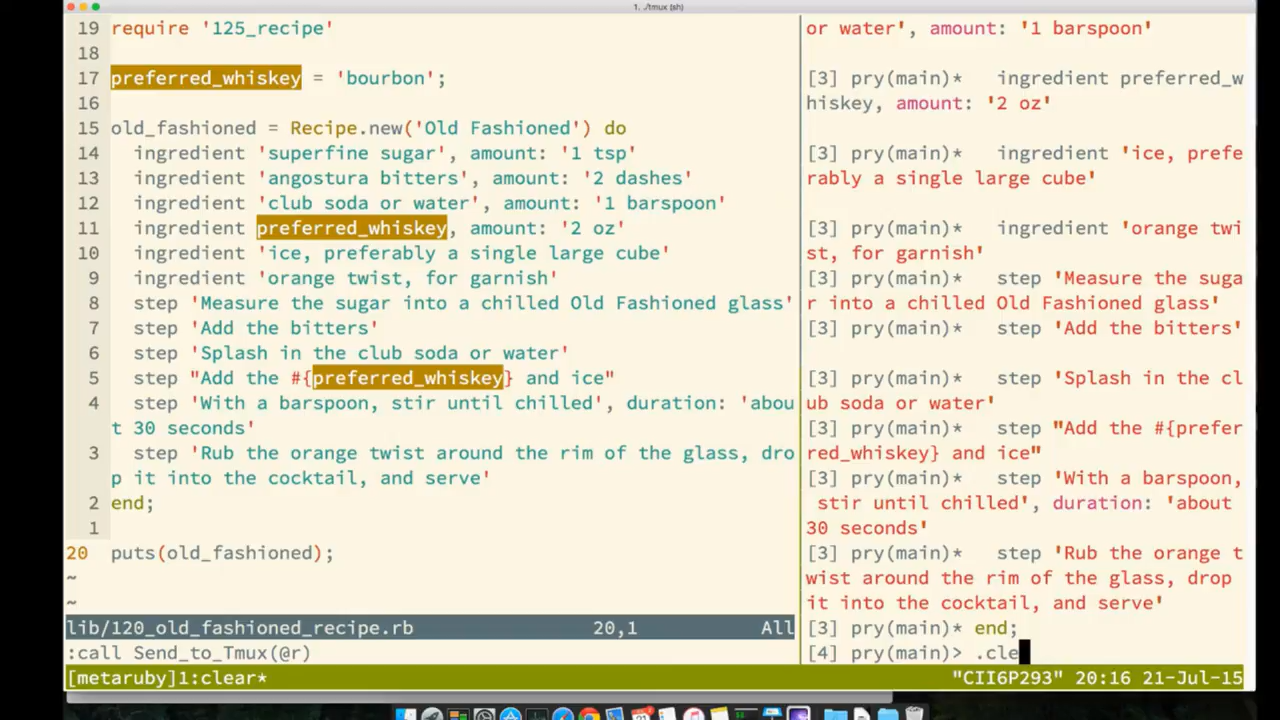 1. ./tmux (sh)
19 require '125_recipe'
18
17 preferred_whiskey = 'bourbon';
16
15 old_fashioned = Recipe.new('Old Fashioned') do
14 ingredient 'superfine sugar', amount: '1 tsp'
13 ingredient 'angostura bitters', amount: '2 dashes'
12 ingredient 'club soda or water', amount: '1 barspoon'
11 ingredient preferred_whiskey, amount: '2 oz'
10 ingredient 'ice, preferably a single large cube'
9 ingredient 'orange twist, for garnish'
8 step 'Measure the sugar into a chilled Old Fashioned glass'
7 step 'Add the bitters'
6 step 'Splash in the club soda or water'
5 step "Add the #{preferred_whiskey} and ice"
4 step 'With a barspoon, stir until chilled', duration: 'abou
t 30 seconds'
3 step 'Rub the orange twist around the rim of the glass, dro
p it into the cocktail, and serve'
2 end;
1
20 puts(old_fashioned);
~
~
lib/120_old_fashioned_recipe.rb 20,1 All
:call Send_to_Tmux(@r)
or water', amount: '1 barspoon'
[3] pry(main)* ingredient preferred_w
hiskey, amount: '2 oz'
[3] pry(main)* ingredient 'ice, prefe
rably a single large cube'
[3] pry(main)* ingredient 'orange twi
st, for garnish'
[3] pry(main)* step 'Measure the suga
r into a chilled Old Fashioned glass'
[3] pry(main)* step 'Add the bitters'
[3] pry(main)* step 'Splash in the cl
ub soda or water'
[3] pry(main)* step "Add the #{prefer
red_whiskey} and ice"
[3] pry(main)* step 'With a barspoon,
stir until chilled', duration: 'about
30 seconds'
[3] pry(main)* step 'Rub the orange t
wist around the rim of the glass, drop
it into the cocktail, and serve'
[3] pry(main)* end;
[4] pry(main)> .cle
[metaruby]1:clear* "CII6P293" 20:16 21-Jul-15